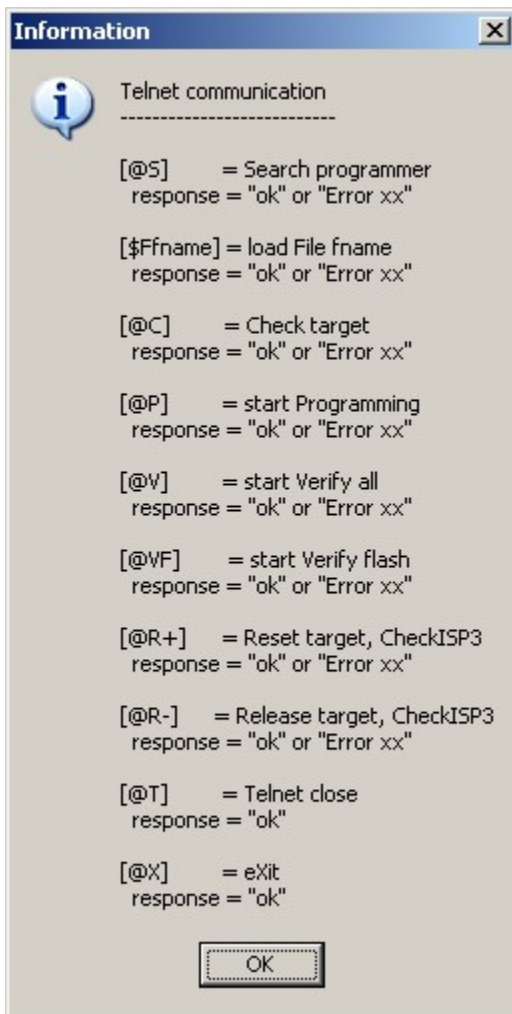 Information
Telnet communication
---------------------------
[@S] = Search programmer
response = "ok" or "Error xx"
[$Ffname] = load File fname
response = "ok" or "Error xx"
[@C] = Check target
response = "ok" or "Error xx"
[@P] = start Programming
response = "ok" or "Error xx"
[@V] = start Verify all
response = "ok" or "Error xx"
[@VF] = start Verify flash
response = "ok" or "Error xx"
[@R+] = Reset target, CheckISP3
response = "ok" or "Error xx"
[@R-] = Release target, CheckISP3
response = "ok" or "Error xx"
[@T] = Telnet close
response = "ok"
[@X] = eXit
response = "ok"
OK